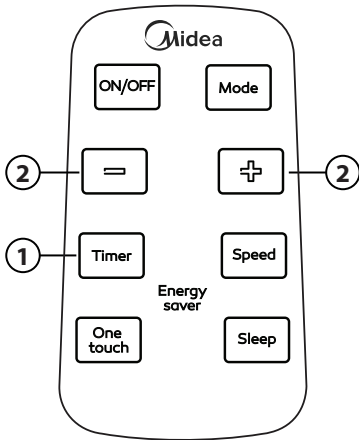 Midea
ON/OFF
Mode
2
2
1
Timer
Speed
Energy
saver
One
touch
Sleep